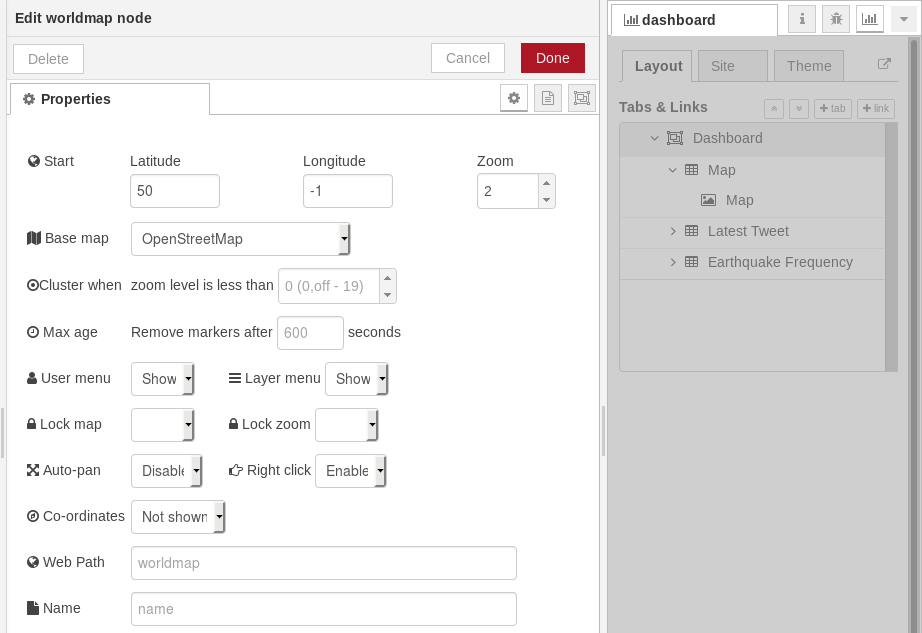 Edit worldmap node
Delete
Cancel
Done
Properties
Start
Latitude
Longitude
Zoom
50
-1
2
Base map
OpenStreetMap
Cluster when zoom level is less than 0 (0,off - 19)
Max age Remove markers after 600 seconds
User menu Show
Layer menu Show
Lock map
Lock zoom
Auto-pan Disable
Right click Enable
Co-ordinates Not shown
Web Path worldmap
Name name
dashboard
i
Layout
Site
Theme
Tabs & Links
tab
link
Dashboard
Map
Map
Latest Tweet
Earthquake Frequency